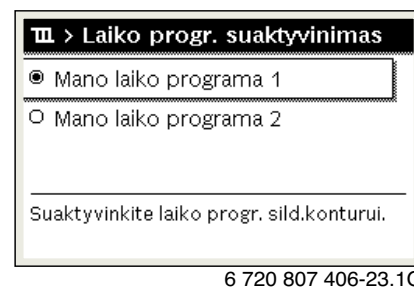 > Laiko progr. suaktyvinimas
Mano laiko programa 1
Mano laiko programa 2
Suaktyvinkite laiko progr. sild.konturui.
6 720 807 406-23.1O